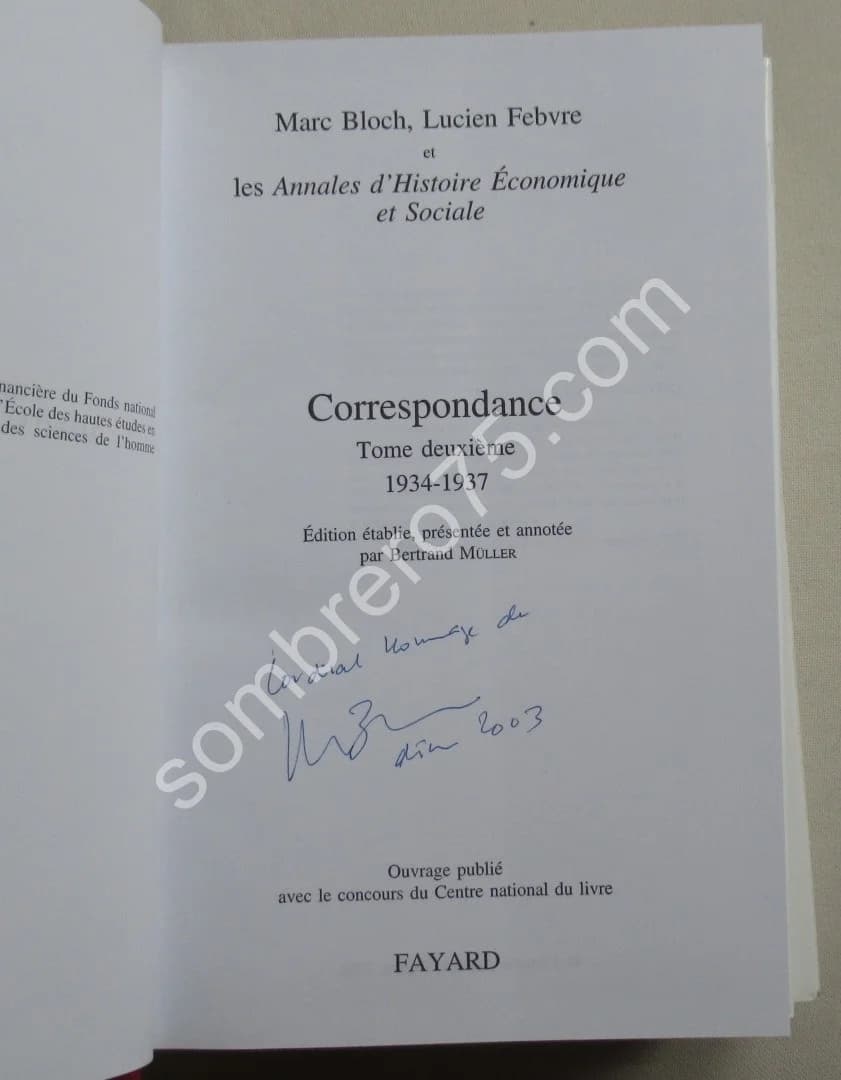 nancière du Fonds national
'École des hautes études en
des sciences de l'homme
Marc Bloch, Lucien Febvre
et
les Annales d'Histoire Économique
et Sociale
Correspondance
Tome deuxième
1934-1937
Édition établie, présentée et annotée
par Bertrand MÜLLER
Cordial hommage de
2003
Ouvrage publié
avec le concours du Centre national du livre
FAYARD
sombrero75.com